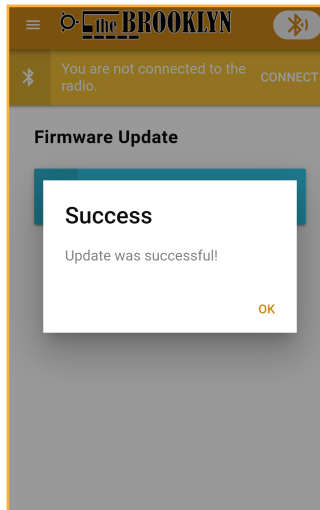 the BROOKLYN
You are not connected to the
radio.
CONNECT
Firmware Update
Success
Update was successful!
OK